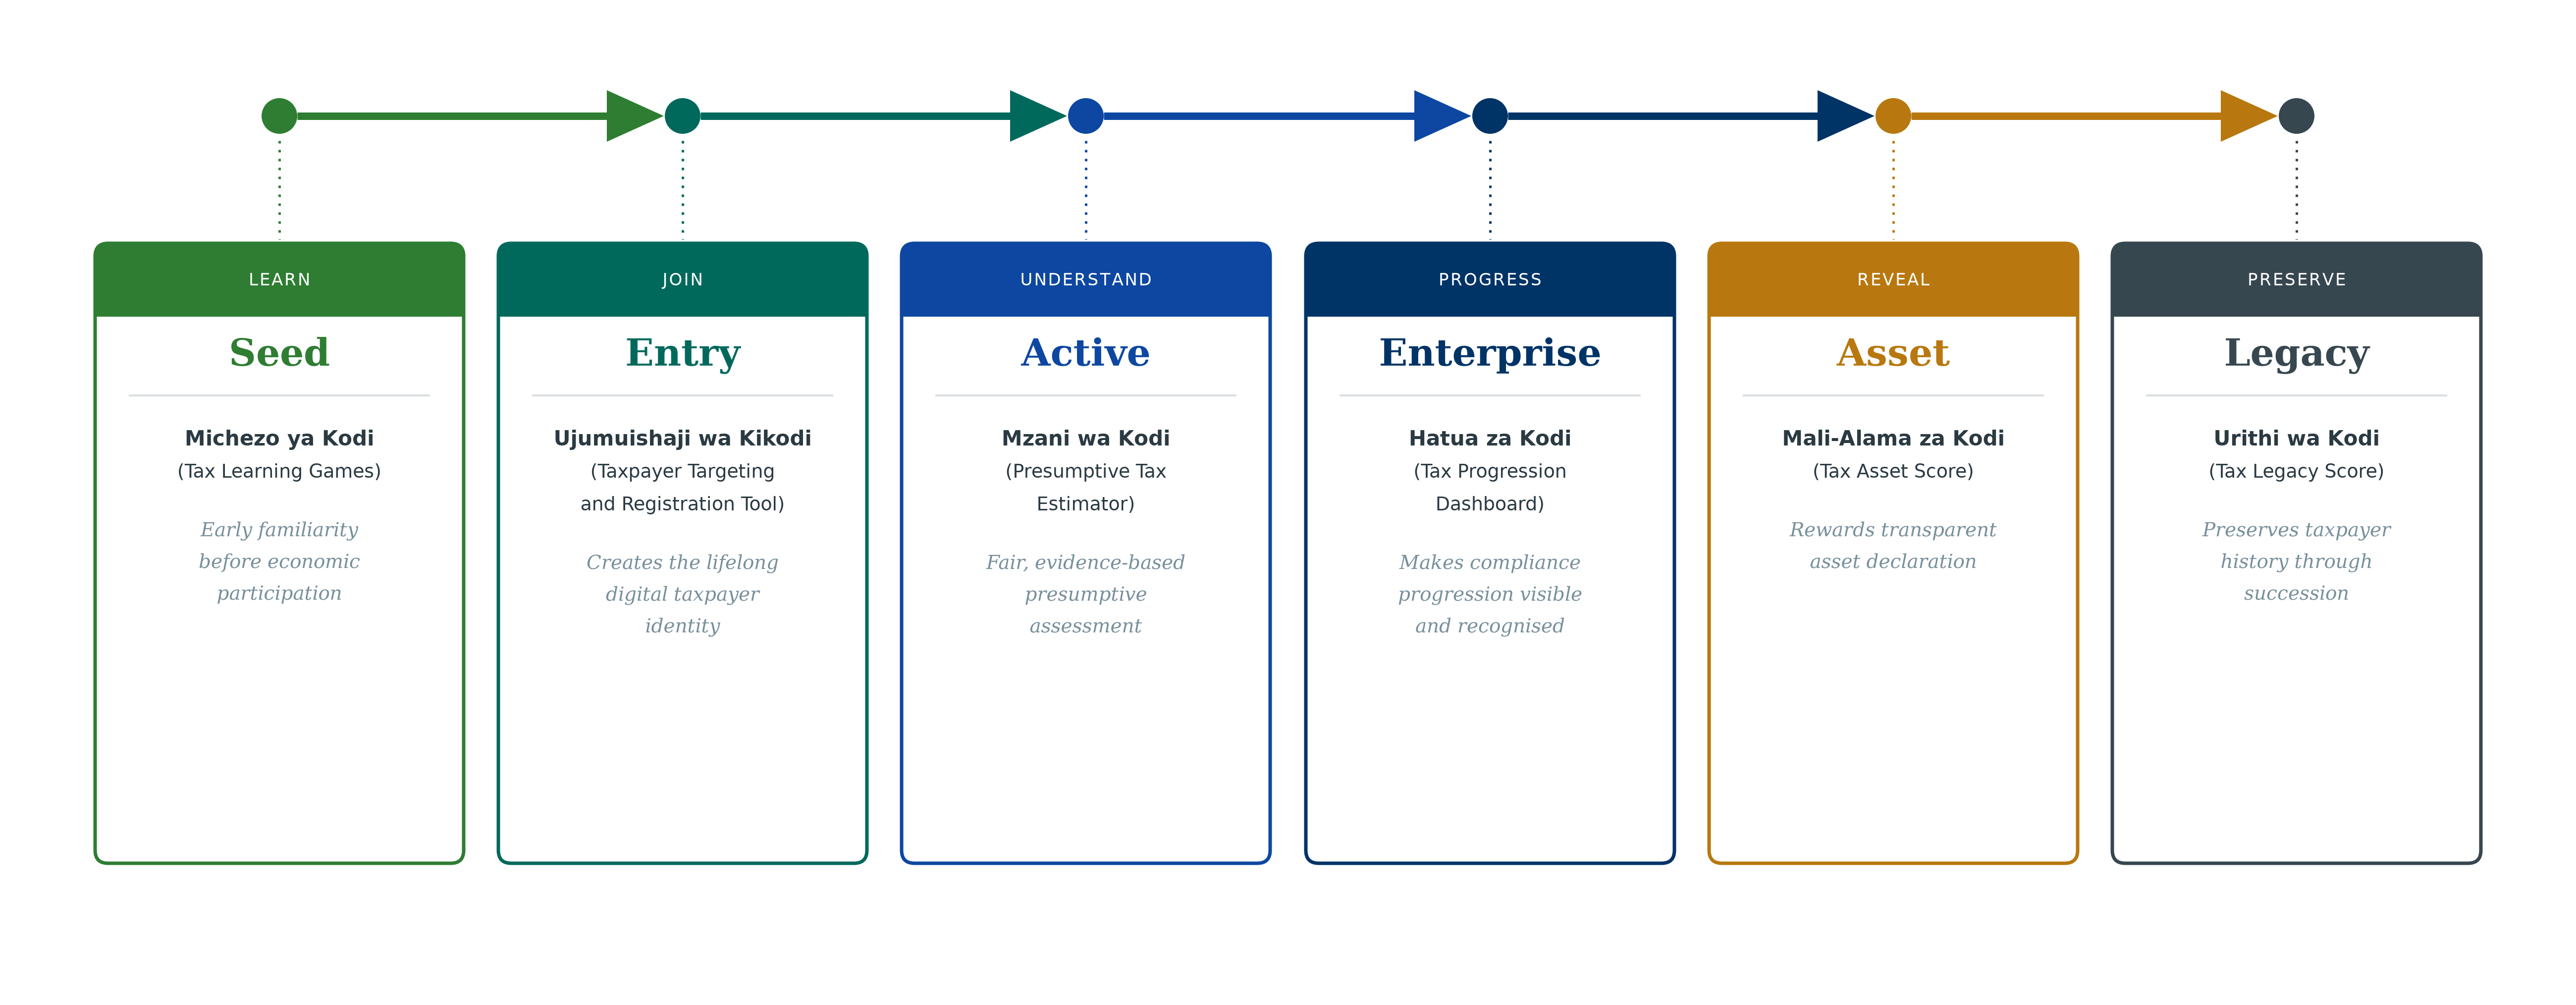 LEARN
Seed
Michezo ya Kodi
(Tax Learning Games)
Early familiarity
before economic
participation
JOIN
Entry
Ujumuishaji wa Kikodi
(Taxpayer Targeting
and Registration Tool)
Creates the lifelong
digital taxpayer
identity
UNDERSTAND
Active
Mzani wa Kodi
(Presumptive Tax
Estimator)
Fair, evidence-based
presumptive
assessment
PROGRESS
Enterprise
Hatua za Kodi
(Tax Progression
Dashboard)
Makes compliance
progression visible
and recognised
REVEAL
Asset
Mali-Alama za Kodi
(Tax Asset Score)
Rewards transparent
asset declaration
PRESERVE
Legacy
Urithi wa Kodi
(Tax Legacy Score)
Preserves taxpayer
history through
succession